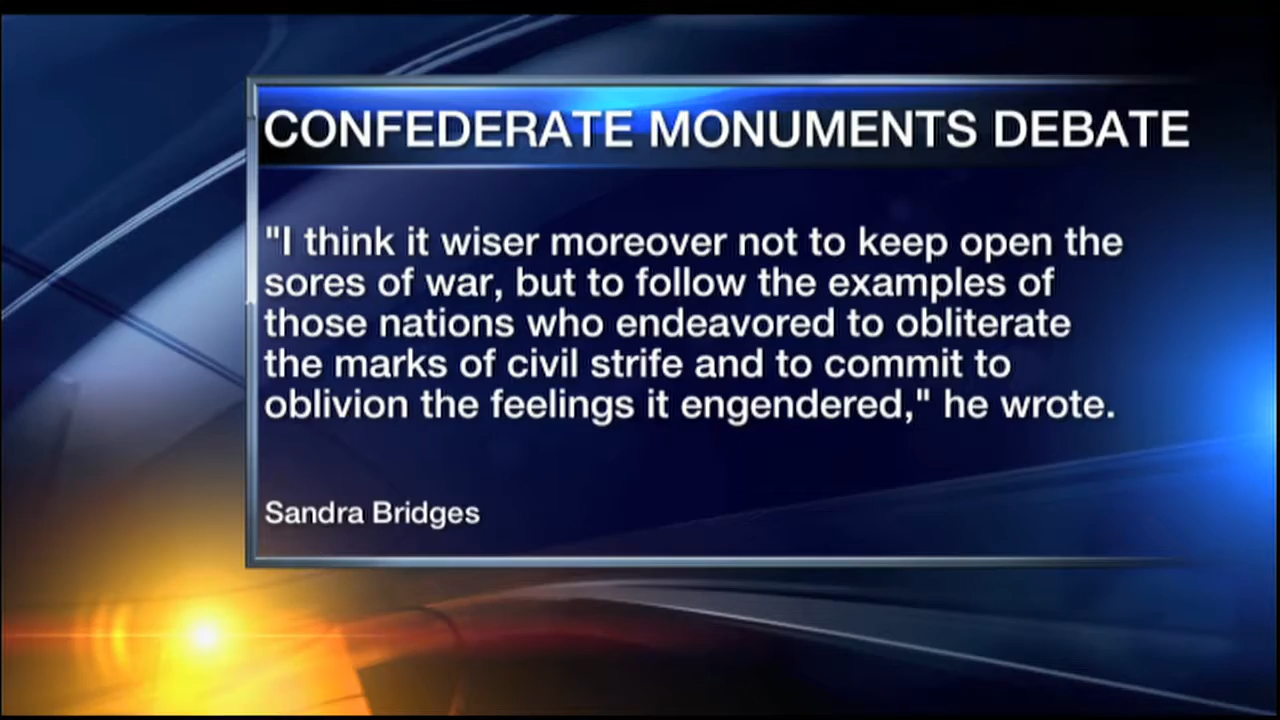 CONFEDERATE MONUMENTS DEBATE
"I think it wiser moreover not to keep open the
sores of war, but to follow the examples of
those nations who endeavored to obliterate
the marks of civil strife and to commit to
oblivion the feelings it engendered," he wrote.
Sandra Bridges